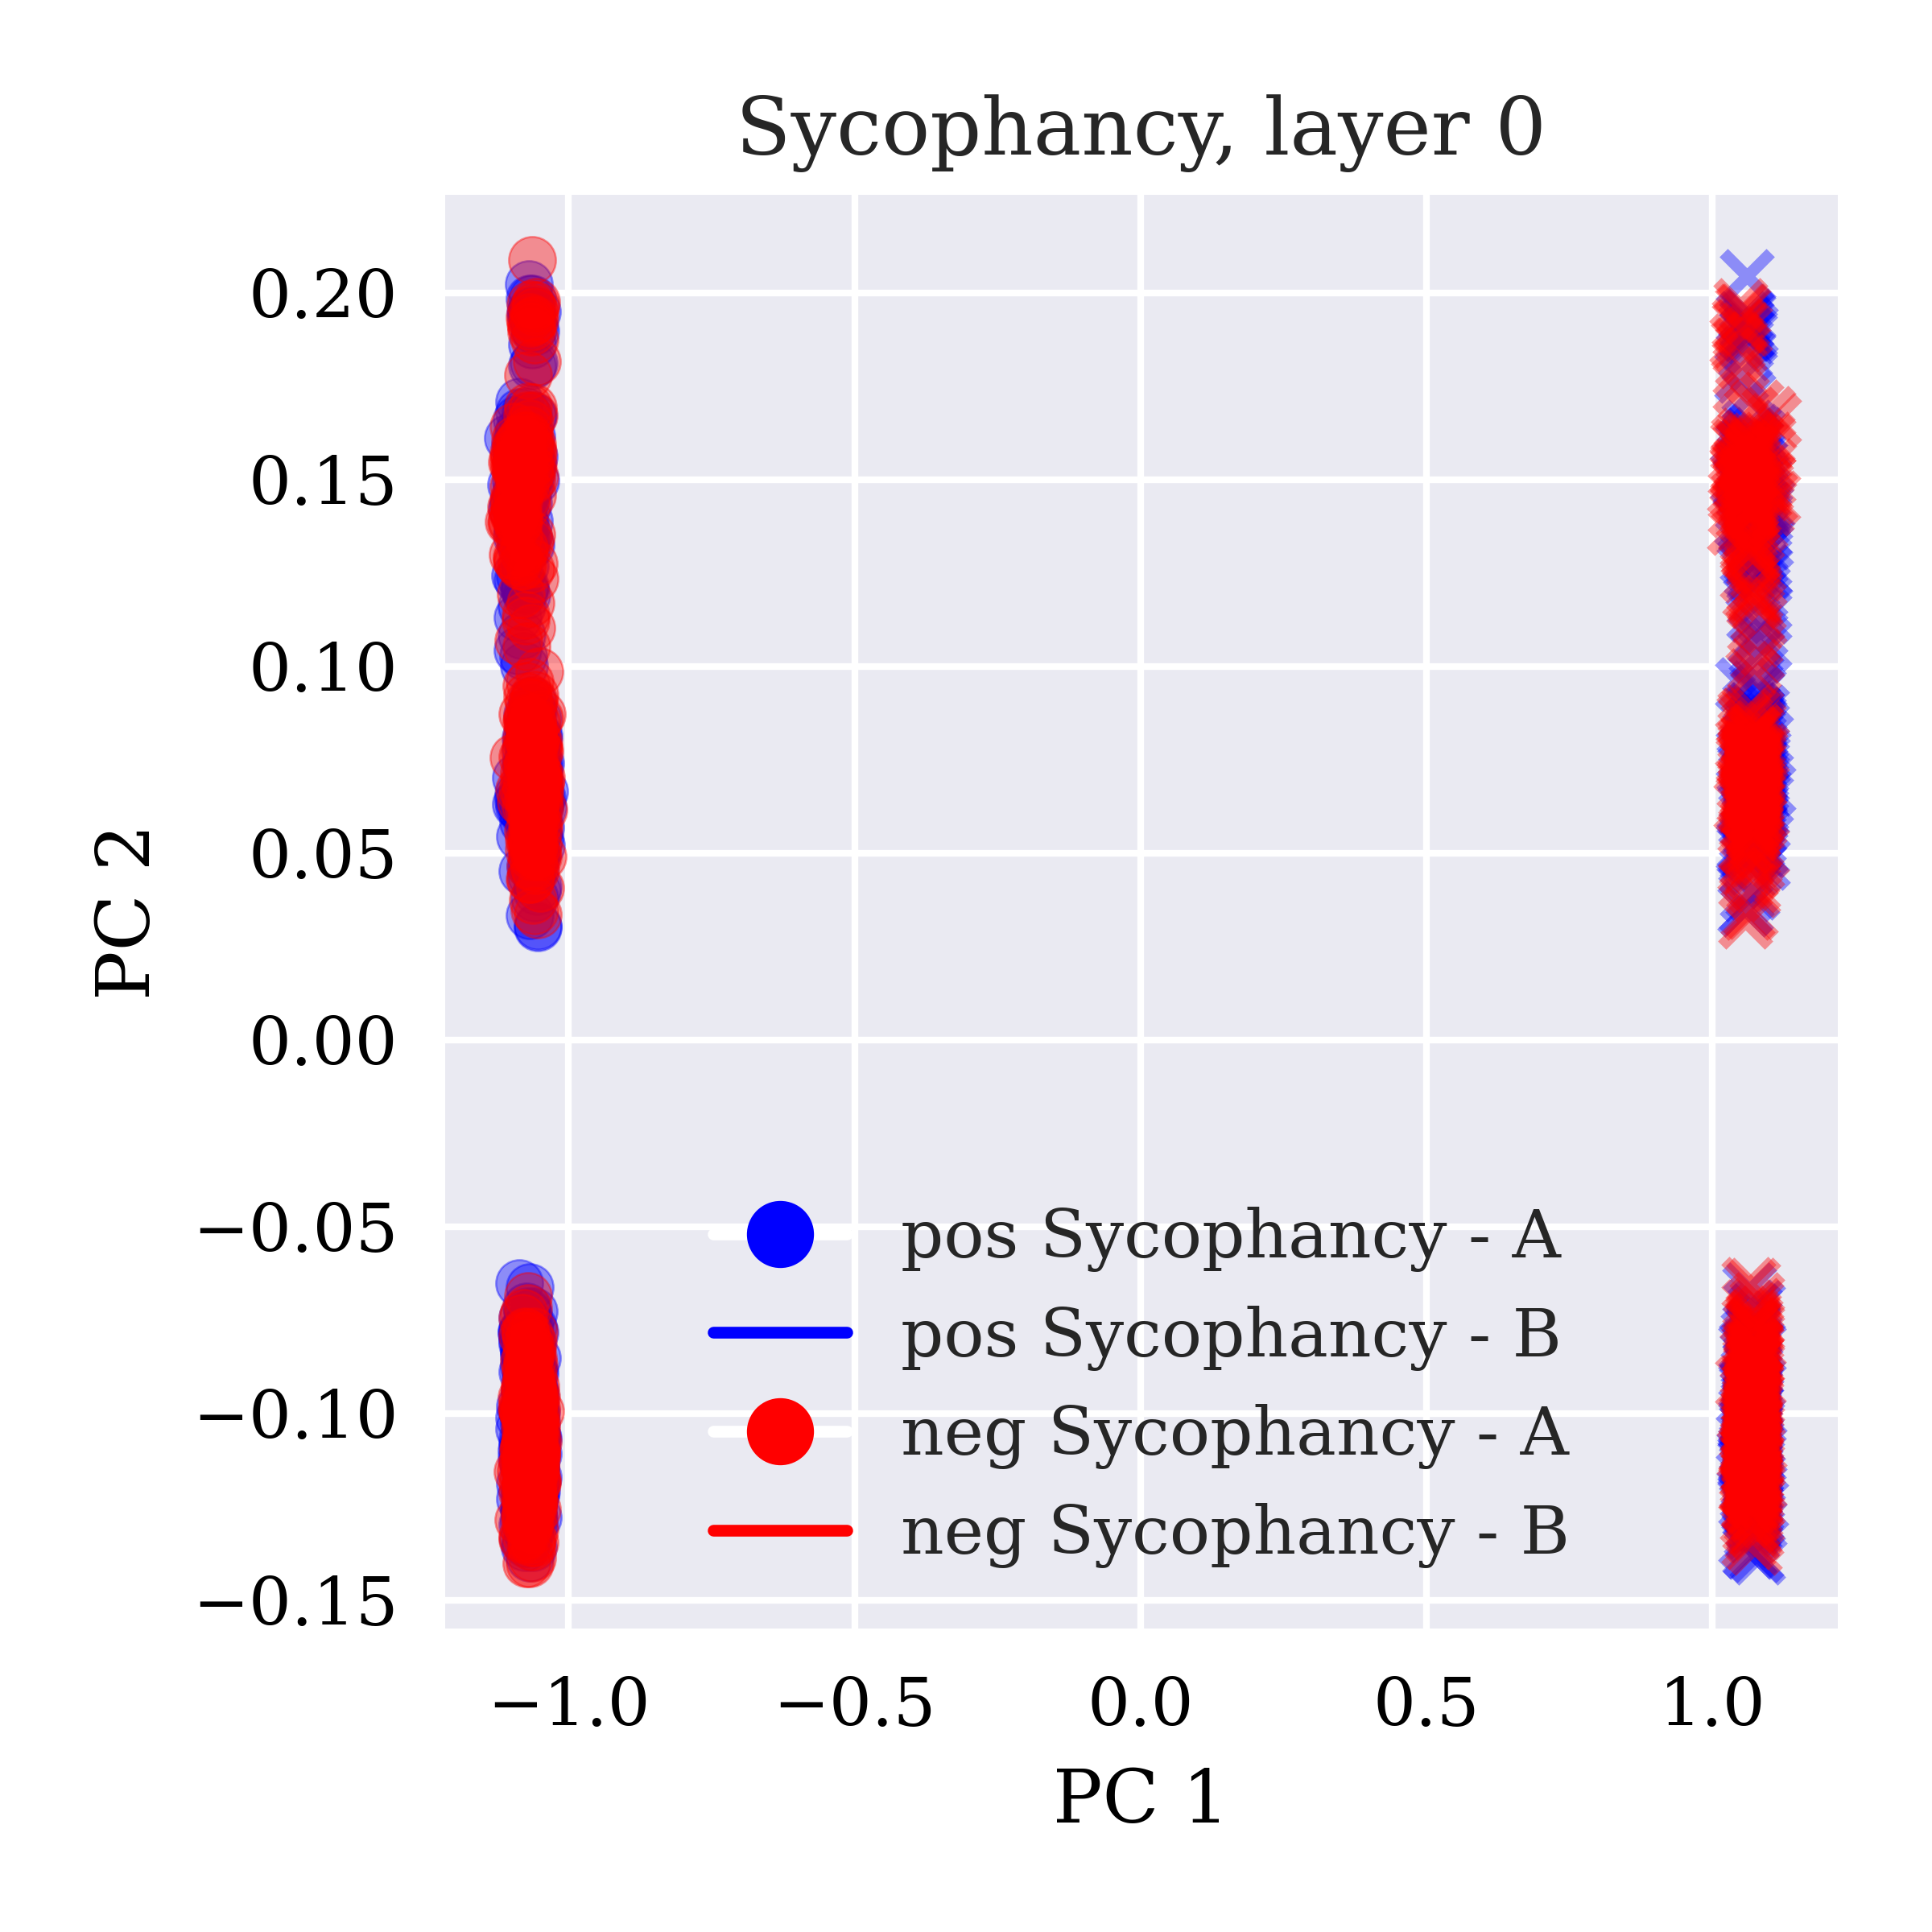 Sycophancy, layer 0
0.20
0.15
0.10
0.05
0.00
−0.05
−0.10
−0.15
PC 2
pos Sycophancy - A
pos Sycophancy - B
neg Sycophancy - A
neg Sycophancy - B
−1.0 −0.5 0.0 0.5 1.0
PC 1